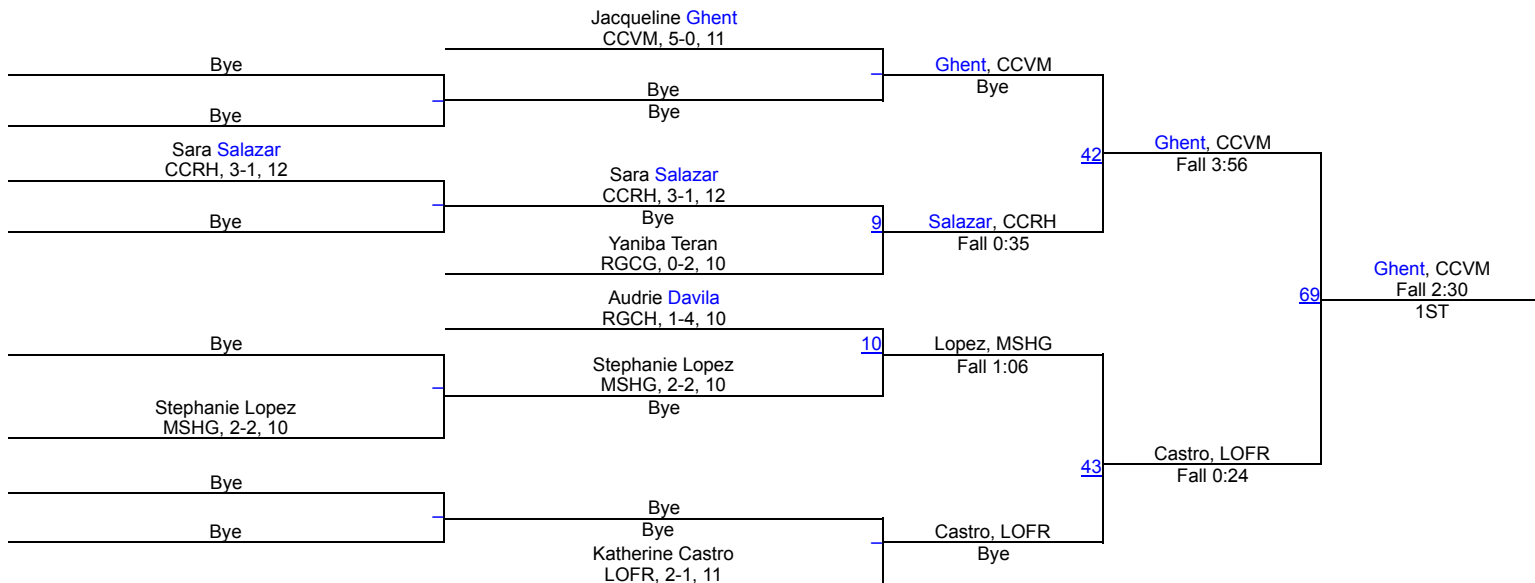 Jacqueline Ghent
CCVM, 5-0, 11
Bye
Bye
Bye
Bye
Ghent, CCVM
Bye
Sara Salazar
CCRH, 3-1, 12
Bye
Sara Salazar
CCRH, 3-1, 12
Bye
Yaniba Teran
RGCG, 0-2, 10
9
Salazar, CCRH
Fall 0:35
42
Ghent, CCVM
Fall 3:56
Audrie Davila
RGCH, 1-4, 10
Bye
Stephanie Lopez
MSHG, 2-2, 10
Stephanie Lopez
MSHG, 2-2, 10
Bye
10
Lopez, MSHG
Fall 1:06
Bye
Bye
Bye
Bye
Katherine Castro
LOFR, 2-1, 11
Castro, LOFR
Bye
43
Castro, LOFR
Fall 0:24
69
Ghent, CCVM
Fall 2:30
1ST